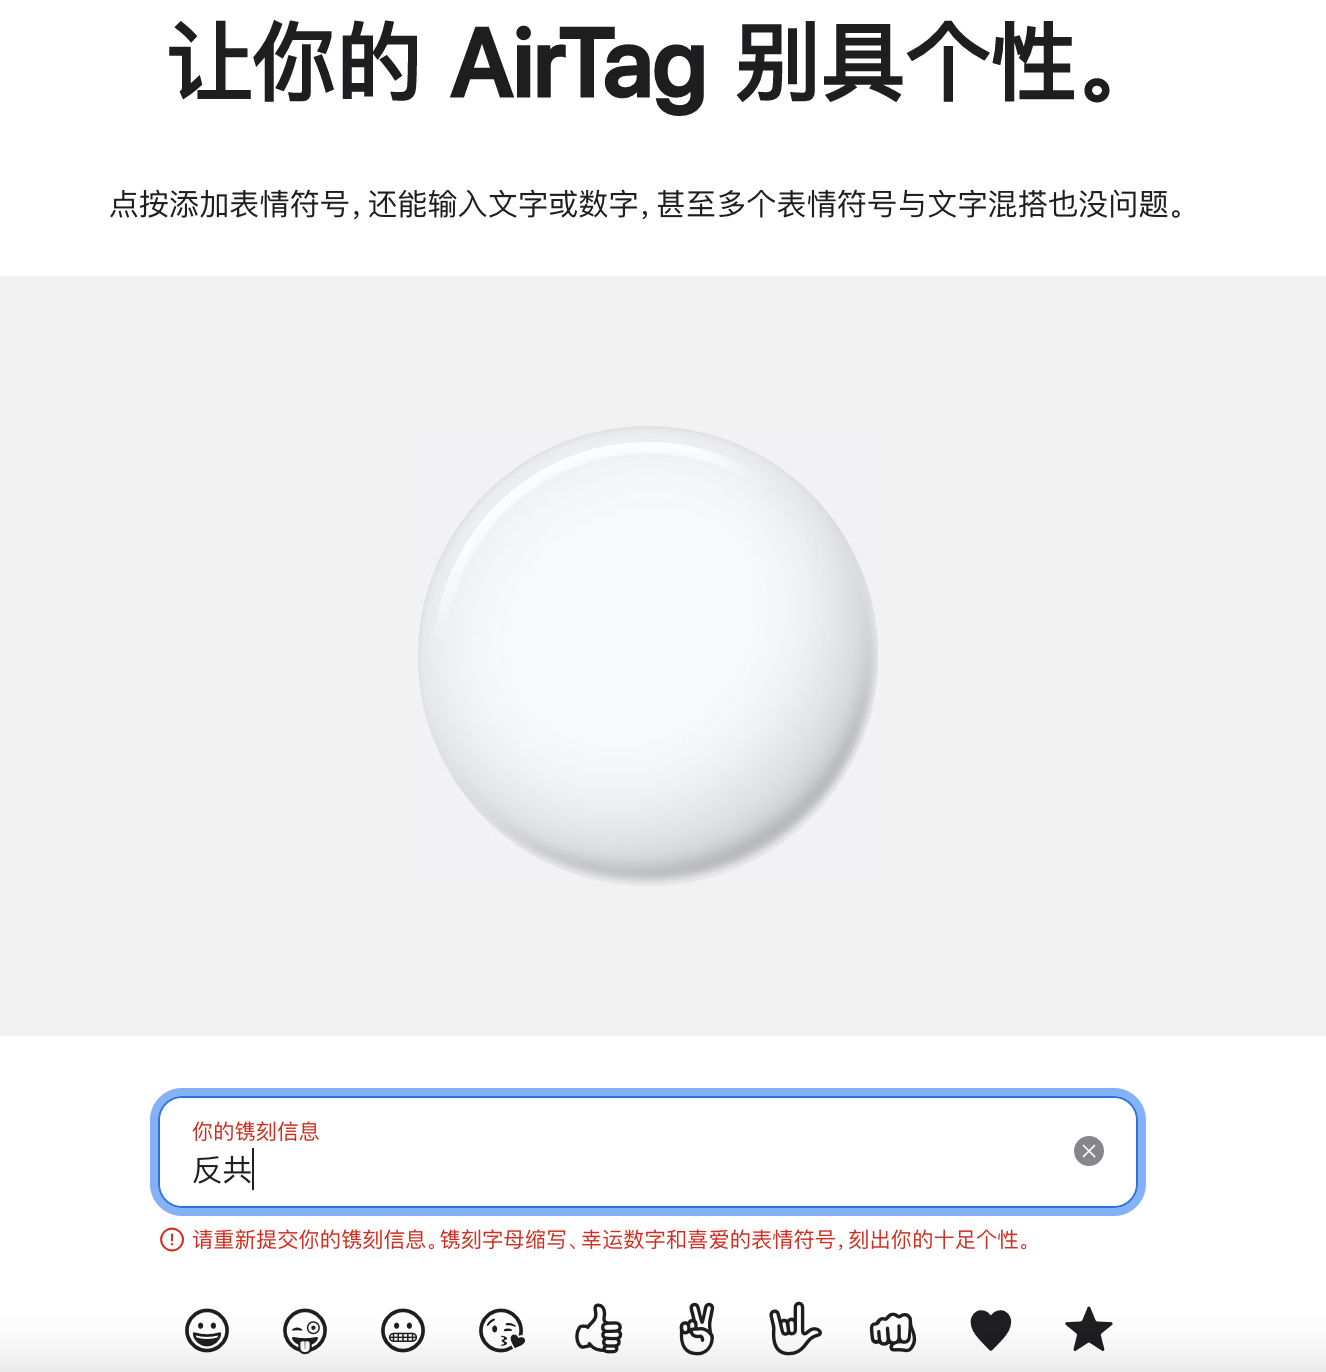 让你的 AirTag 别具个性。
点按添加表情符号，还能输入文字或数字，甚至多个表情符号与文字混搭也没问题。
你的镌刻信息
反共
请重新提交你的镌刻信息。镌刻字母缩写、幸运数字和喜爱的表情符号，刻出你的十足个性。